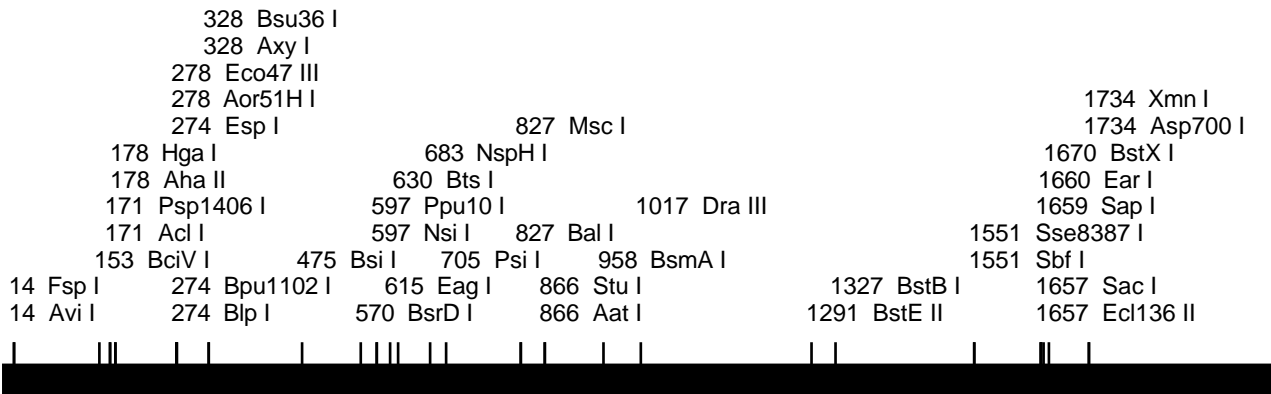 328 Bsu36 I
328 Axy I
278 Eco47 III
278 Aor51H I 1734 Xmn I
274 Esp I 827 Msc I 1734 Asp700 I
178 Hga I 683 NspH I 1670 BstX I
178 Aha II 630 Bts I 1660 Ear I
171 Psp1406 I 597 Ppu10 I 1017 Dra III 1659 Sap I
171 Acl I 597 Nsi I 827 Bal I 1551 Sse8387 I
153 BciV I 475 Bsi I 705 Psi I 958 BsmA I 1551 Sbf I
14 Fsp I 274 Bpu1102 I 615 Eag I 866 Stu I 1327 BstB I 1657 Sac I
14 Avi I 274 Blp I 570 BsrD I 866 Aat I 1291 BstE II 1657 Ecl136 II